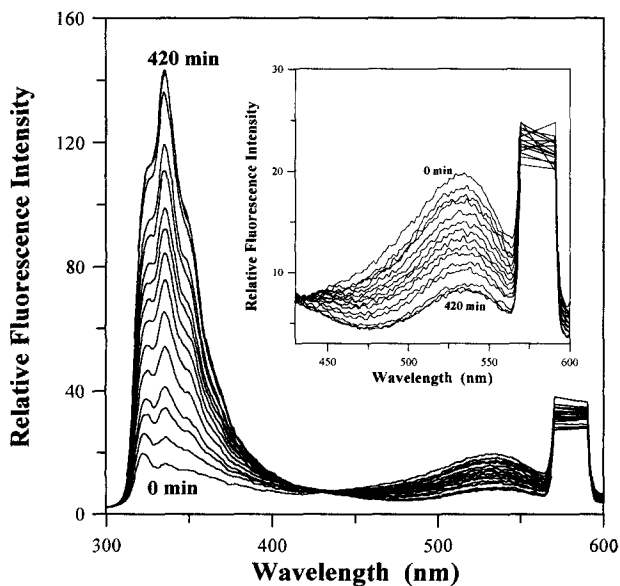 Relative Fluorescence Intensity
160
120
80
40
0
420 min
0 min
300
400
500
600
Wavelength (nm)
Relative Fluorescence Intensity
30
20
10
0 min
420 min
450
500
550
600
Wavelength (nm)